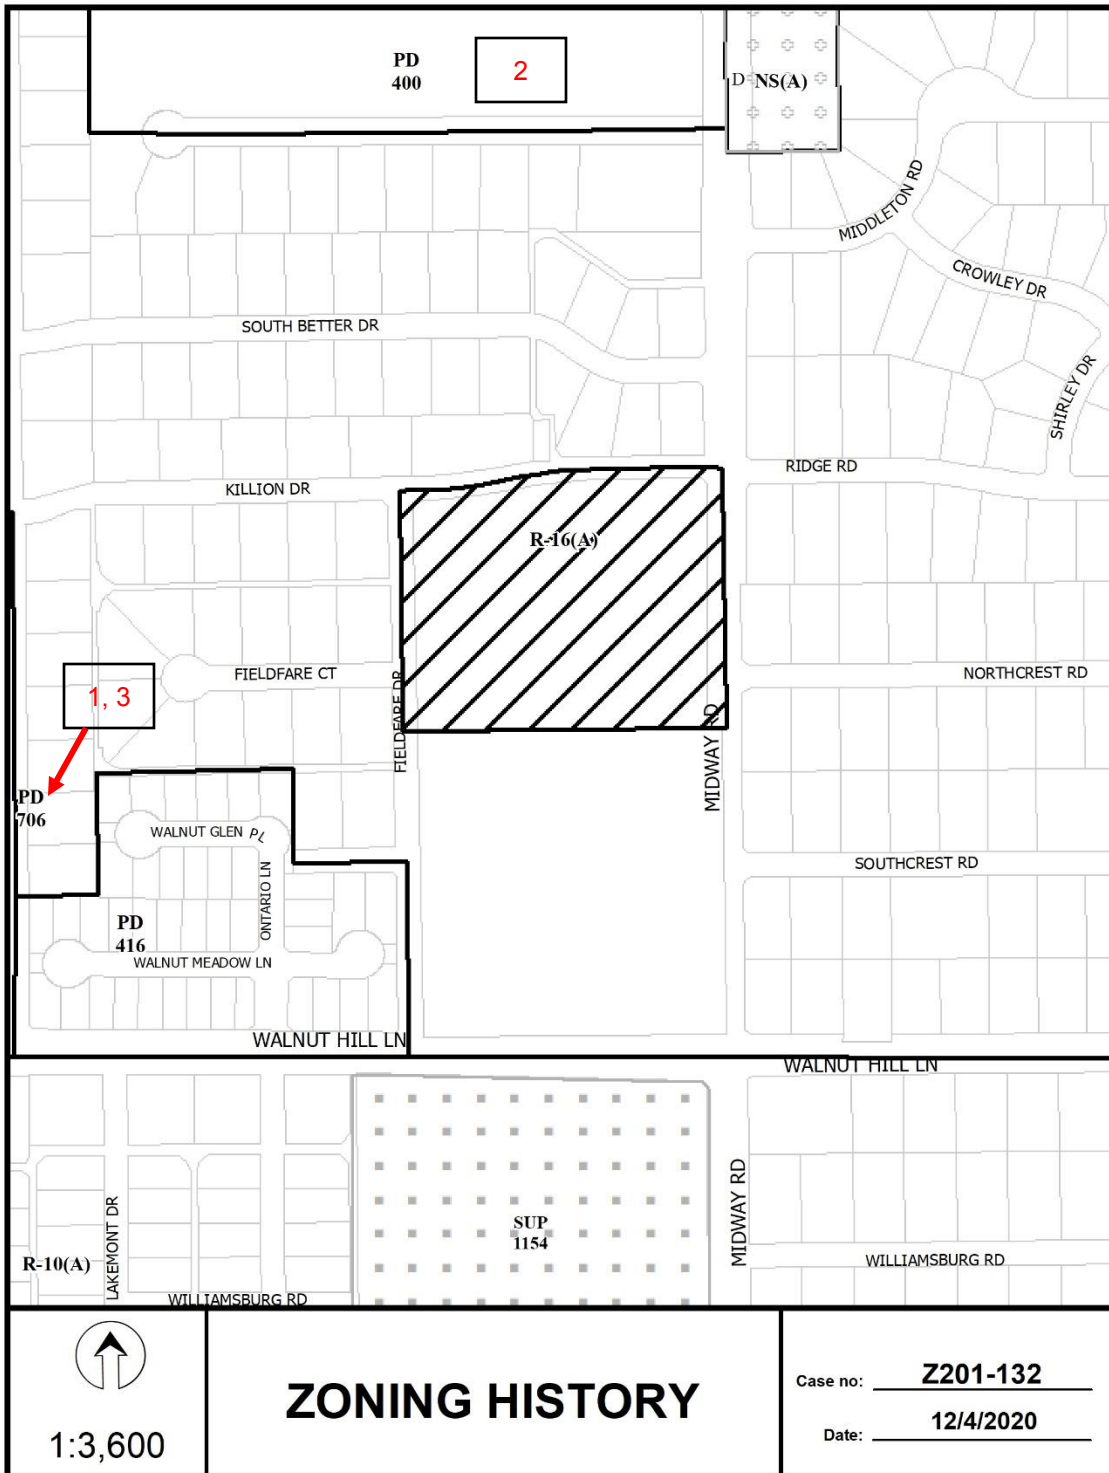 PD
400
2
D
NS(A)
MIDDLETON RD
CROWLEY DR
SOUTH BETTER DR
SHIRLEY DR
RIDGE RD
KILLION DR
R-16(A)
FIELDFARE CT
NORTHCREST RD
1, 3
FIELDFARE DR
MIDWAY RD
PD
706
WALNUT GLEN PL
SOUTHCREST RD
ONTARIO LN
PD
416
WALNUT MEADOW LN
WALNUT HILL LN
WALNUT HILL LN
MIDWAY RD
LAKEMONT DR
SUP
1154
R-10(A)
WILLIAMSBURG RD
WILLIAMSBURG RD
1:3,600
ZONING HISTORY
Case no: Z201-132
Date: 12/4/2020